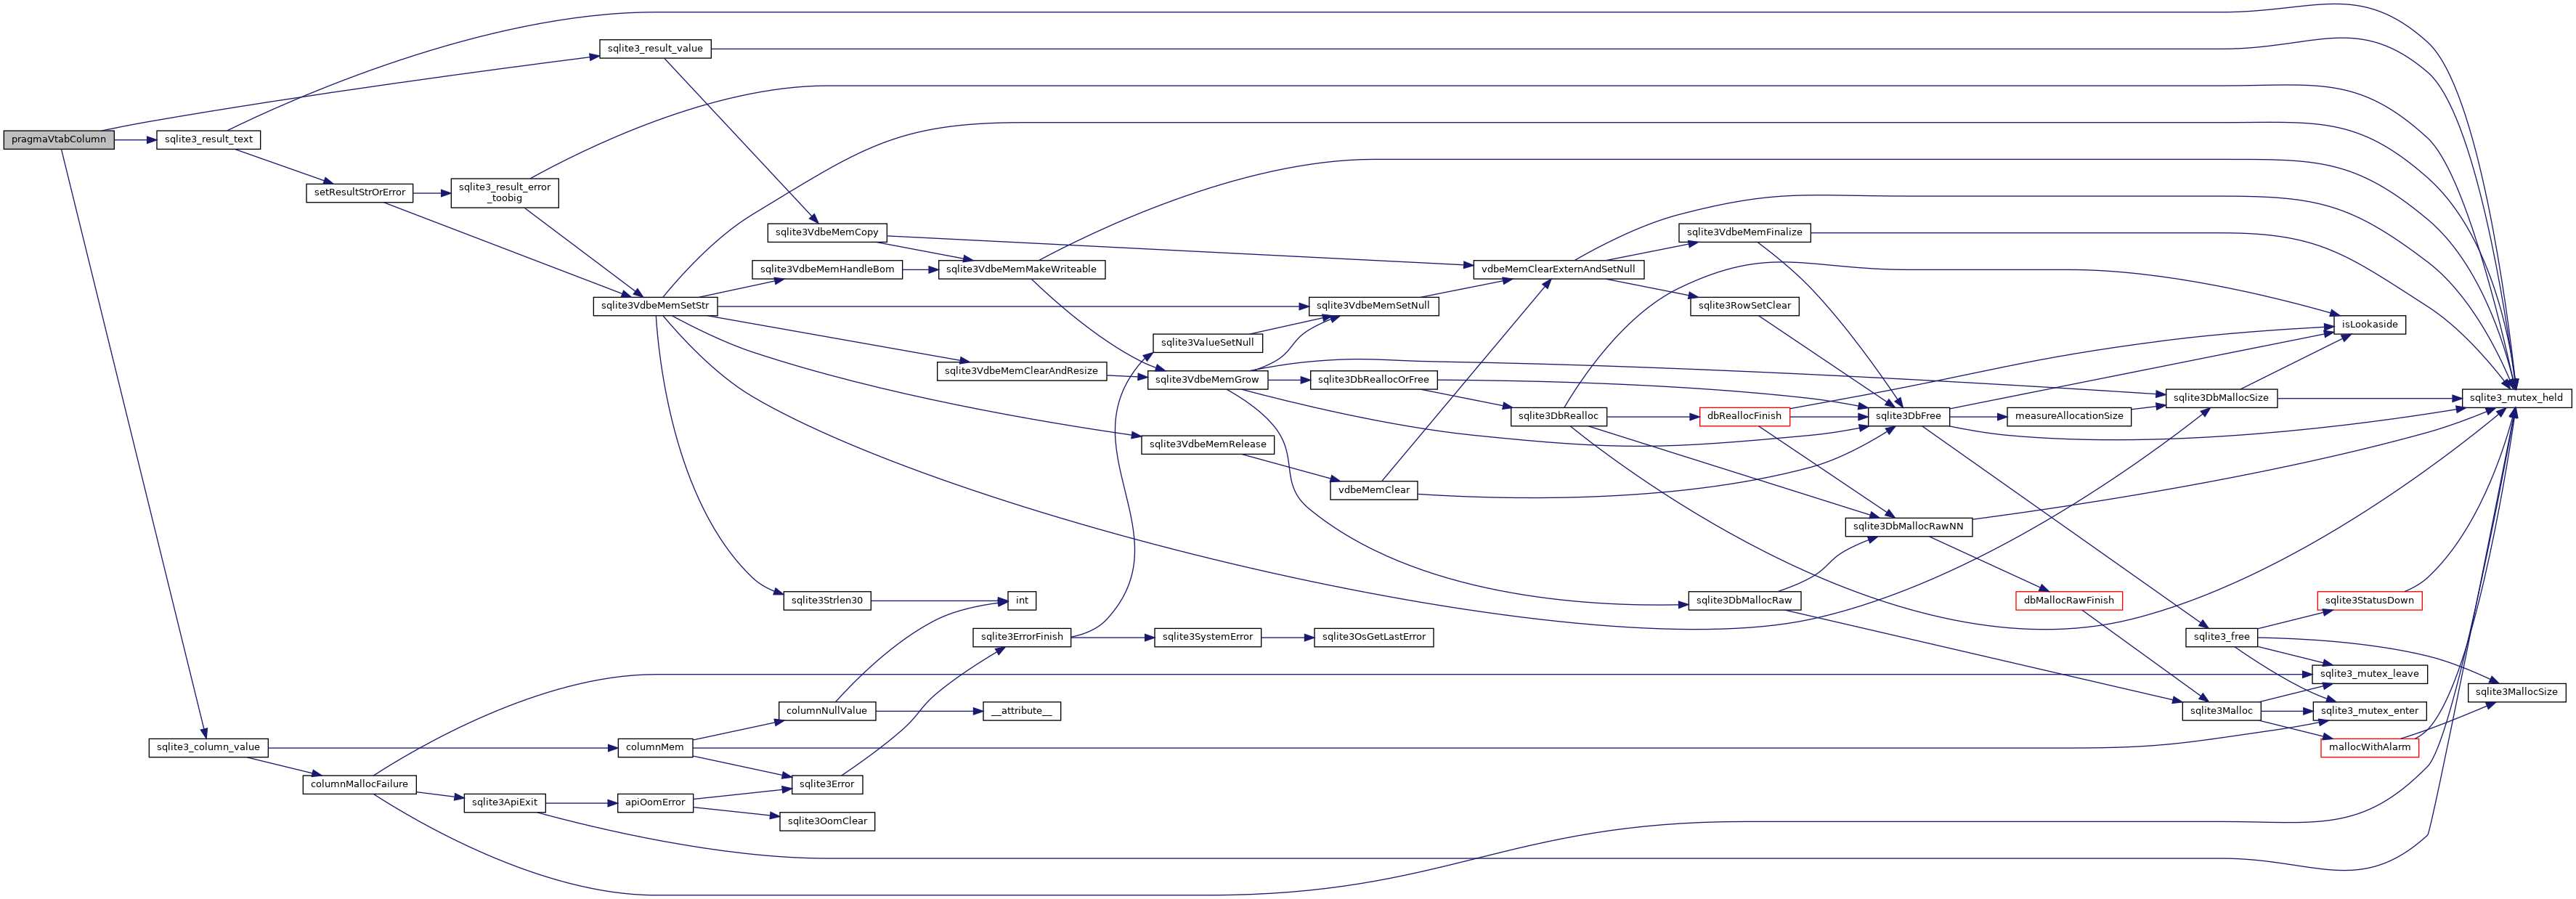 pragmaVtabColumn
sqlite3_result_value
sqlite3_result_text
sqlite3_column_value
setResultStrOrError
columnMallocFailure
sqlite3_result_error
_toobig
sqlite3ApiExit
sqlite3VdbeMemSetStr
columnMem
apiOomError
sqlite3VdbeMemCopy
sqlite3VdbeMemHandleBom
sqlite3Strlen30
columnNullValue
sqlite3Error
sqlite3OomClear
sqlite3VdbeMemMakeWriteable
sqlite3VdbeMemClearAndResize
int
sqlite3ErrorFinish
__attribute__
sqlite3ValueSetNull
sqlite3VdbeMemGrow
sqlite3VdbeMemRelease
sqlite3SystemError
sqlite3VdbeMemSetNull
sqlite3DbReallocOrFree
vdbeMemClear
sqlite3OsGetLastError
vdbeMemClearExternAndSetNull
sqlite3DbRealloc
sqlite3VdbeMemFinalize
sqlite3RowSetClear
dbReallocFinish
sqlite3DbMallocRaw
sqlite3DbFree
sqlite3DbMallocRawNN
measureAllocationSize
dbMallocRawFinish
sqlite3DbMallocSize
sqlite3_free
sqlite3Malloc
isLookaside
sqlite3StatusDown
sqlite3_mutex_leave
sqlite3_mutex_enter
mallocWithAlarm
sqlite3_mutex_held
sqlite3MallocSize